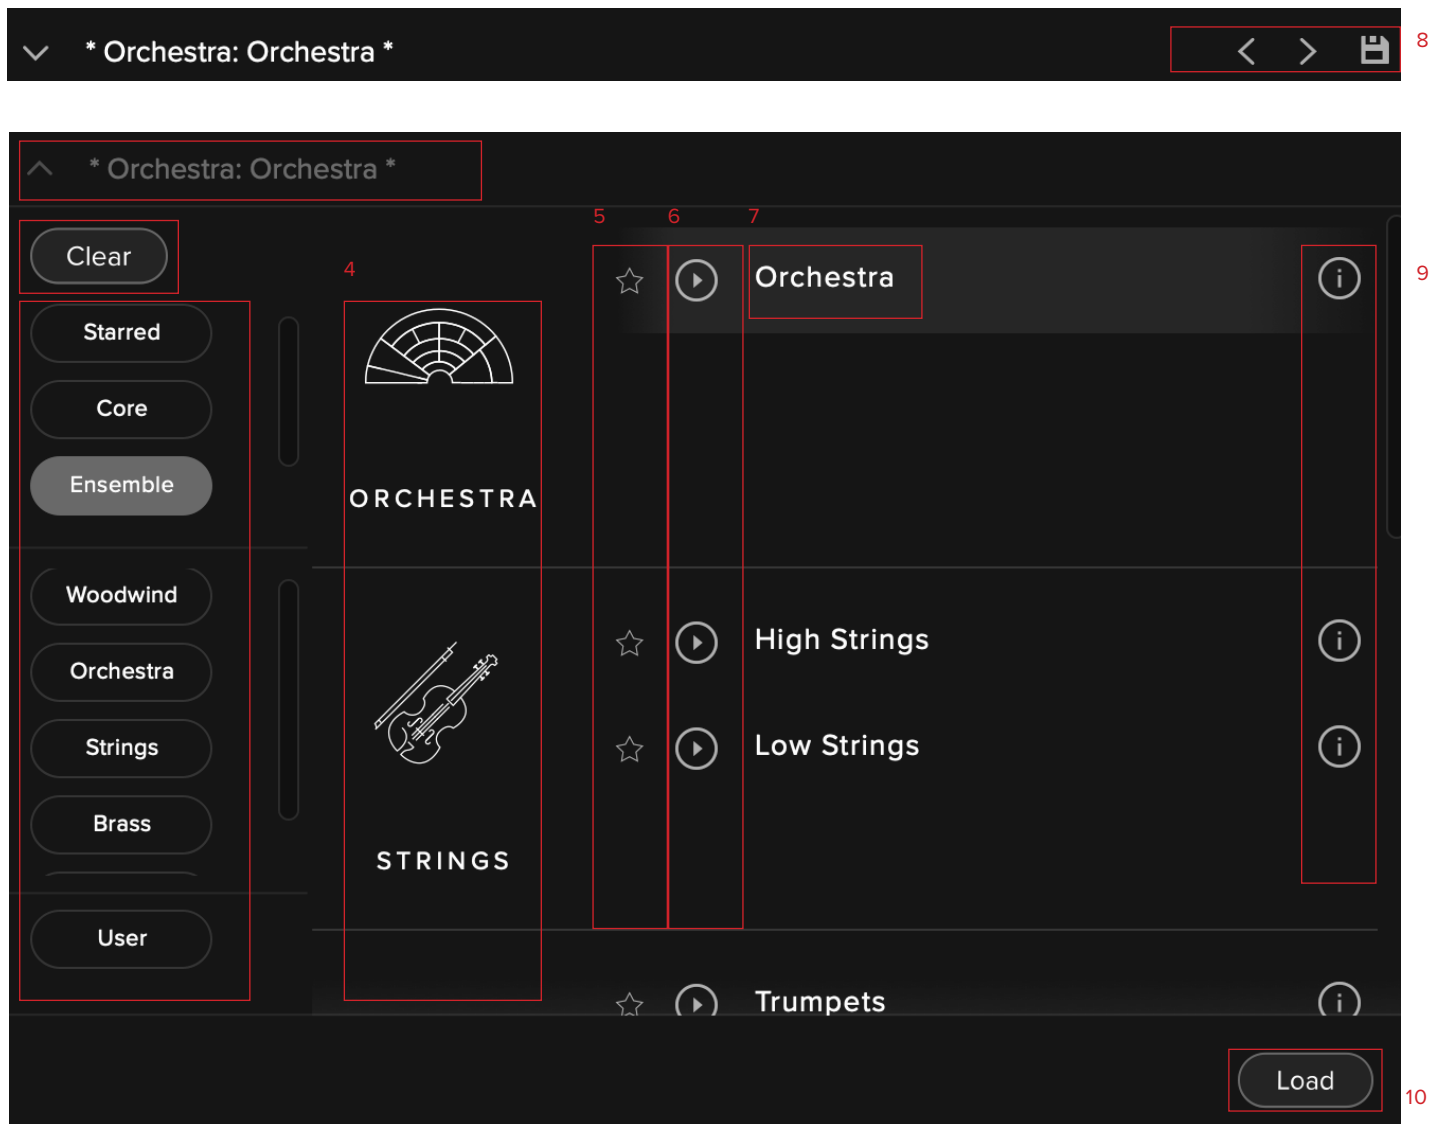 * Orchestra: Orchestra *
8
* Orchestra: Orchestra *
5 6 7
Clear
4
Orchestra
9
Starred
Core
Ensemble
ORCHESTRA
Woodwind
High Strings
Orchestra
Strings
Low Strings
Brass
STRINGS
User
Trumpets
Load
10